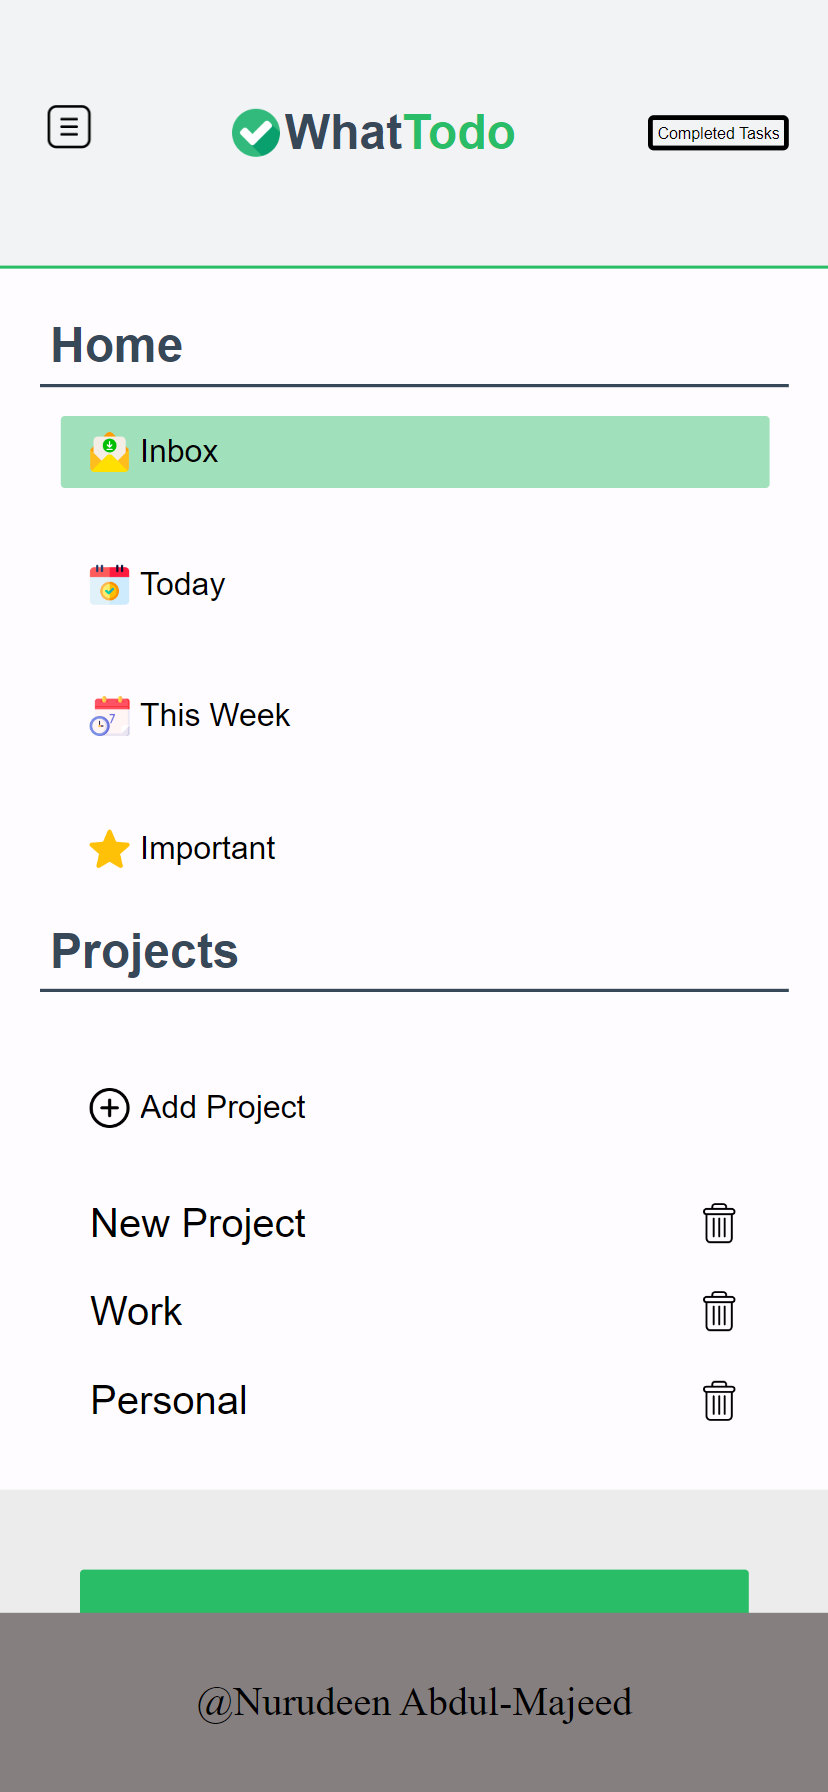 WhatTodo
Completed Tasks
Home
Inbox
Today
7
This Week
Important
Projects
Add Project
New Project
Work
Personal
@Nurudeen Abdul-Majeed